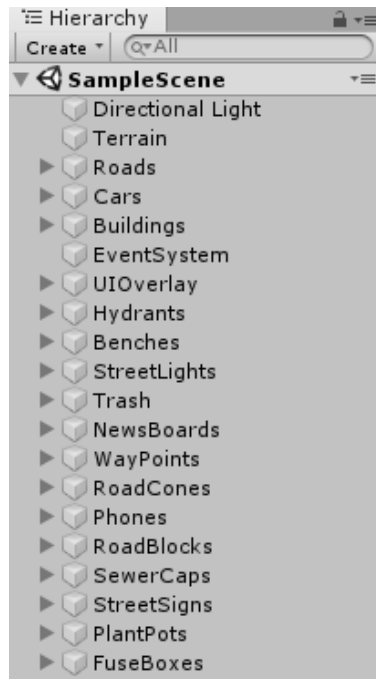 Hierarchy
Create All
SampleScene
Directional Light
Terrain
Roads
Cars
Buildings
EventSystem
UIOverlay
Hydrants
Benches
StreetLights
Trash
NewsBoards
WayPoints
RoadCones
Phones
RoadBlocks
SewerCaps
StreetSigns
PlantPots
FuseBoxes